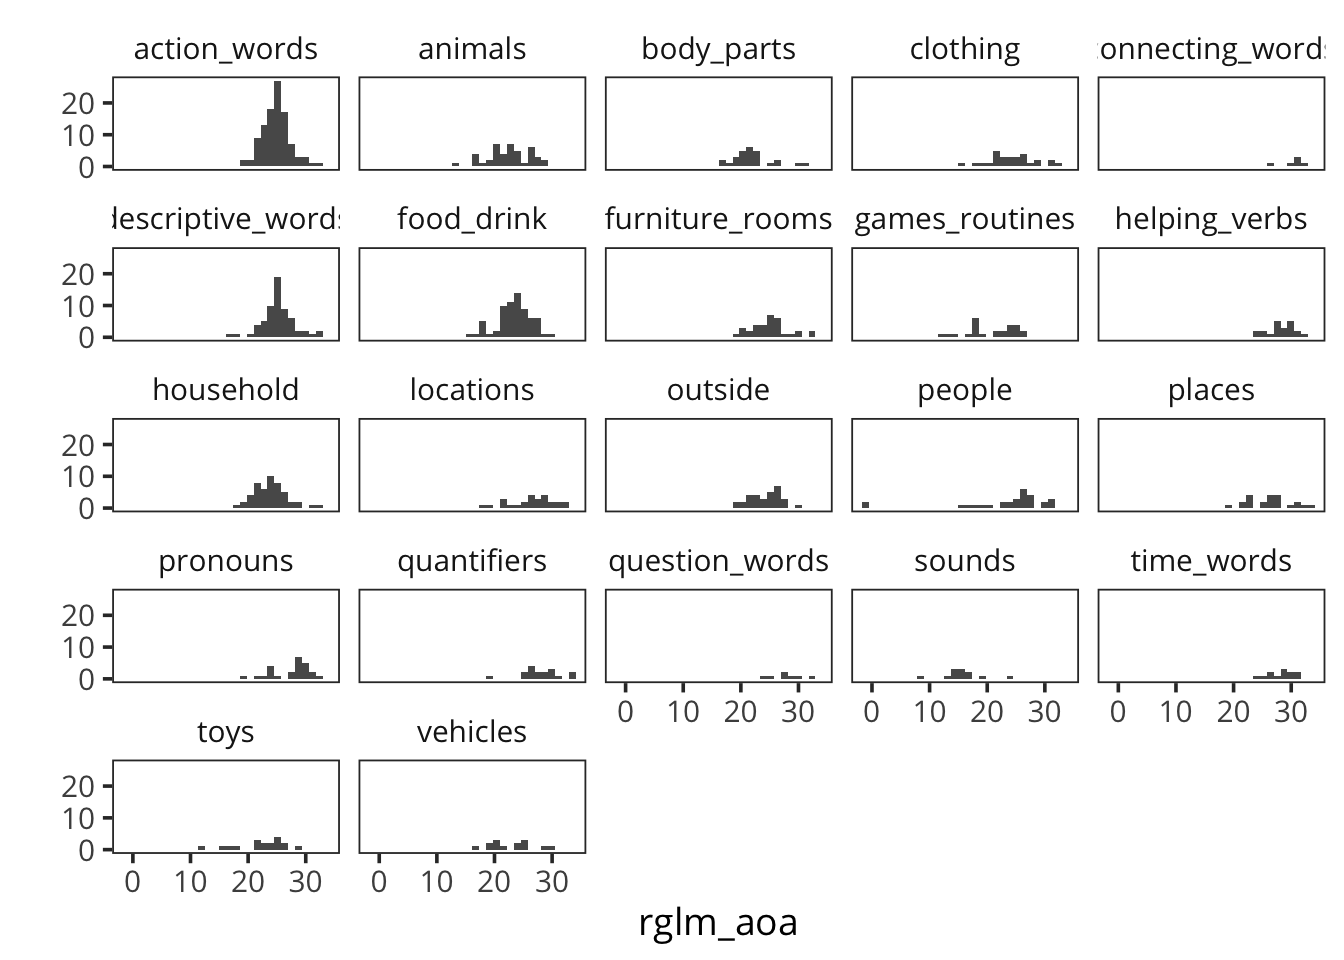 action_words animals body_parts clothing onnecting_words
20
10
0
descriptive_words food_drink furniture_rooms games_routines helping_verbs
20
10
0
household locations outside people places
20
10
0
pronouns quantifiers question_words sounds time_words
20
10
0
0 10 20 30 0 10 20 30 0 10 20 30
toys vehicles
20
10
0
0 10 20 30 0 10 20 30
rglm_aoa